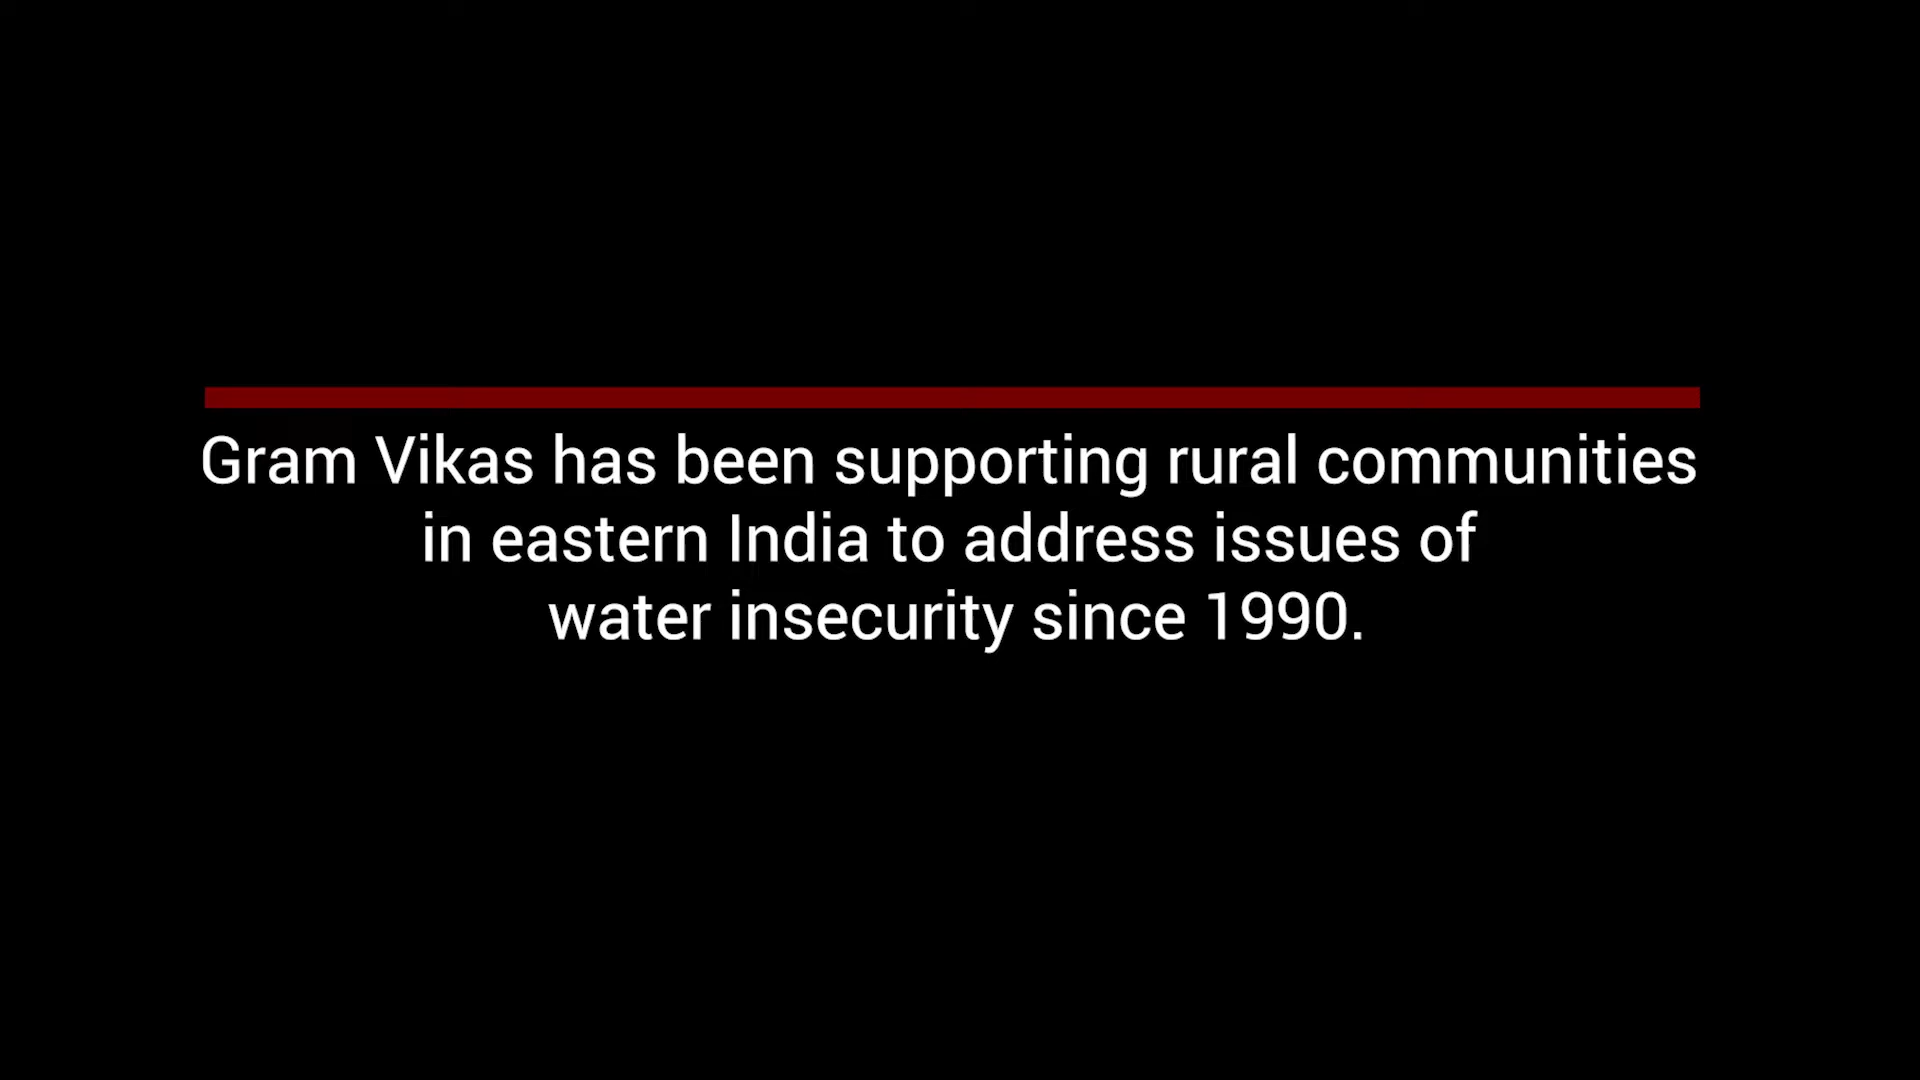 Gram Vikas has been supporting rural communities
in eastern India to address issues of
water insecurity since 1990.